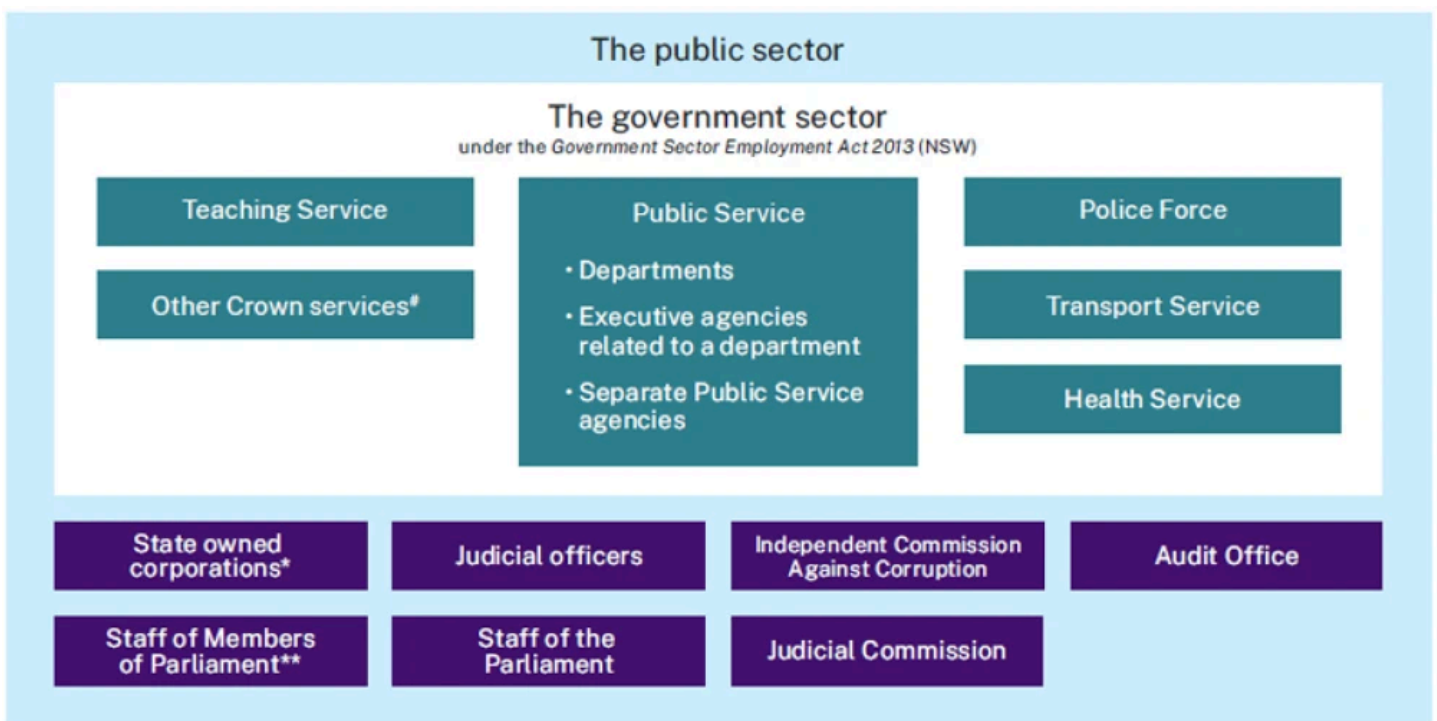 The public sector
The government sector
under the Government Sector Employment Act 2013 (NSW)
Teaching Service
Other Crown services#
Public Service
• Departments
• Executive agencies
related to a department
• Separate Public Service
agencies
Police Force
Transport Service
Health Service
State owned
corporations*
Judicial officers
Independent Commission
Against Corruption
Audit Office
Staff of Members
of Parliament**
Staff of the
Parliament
Judicial Commission